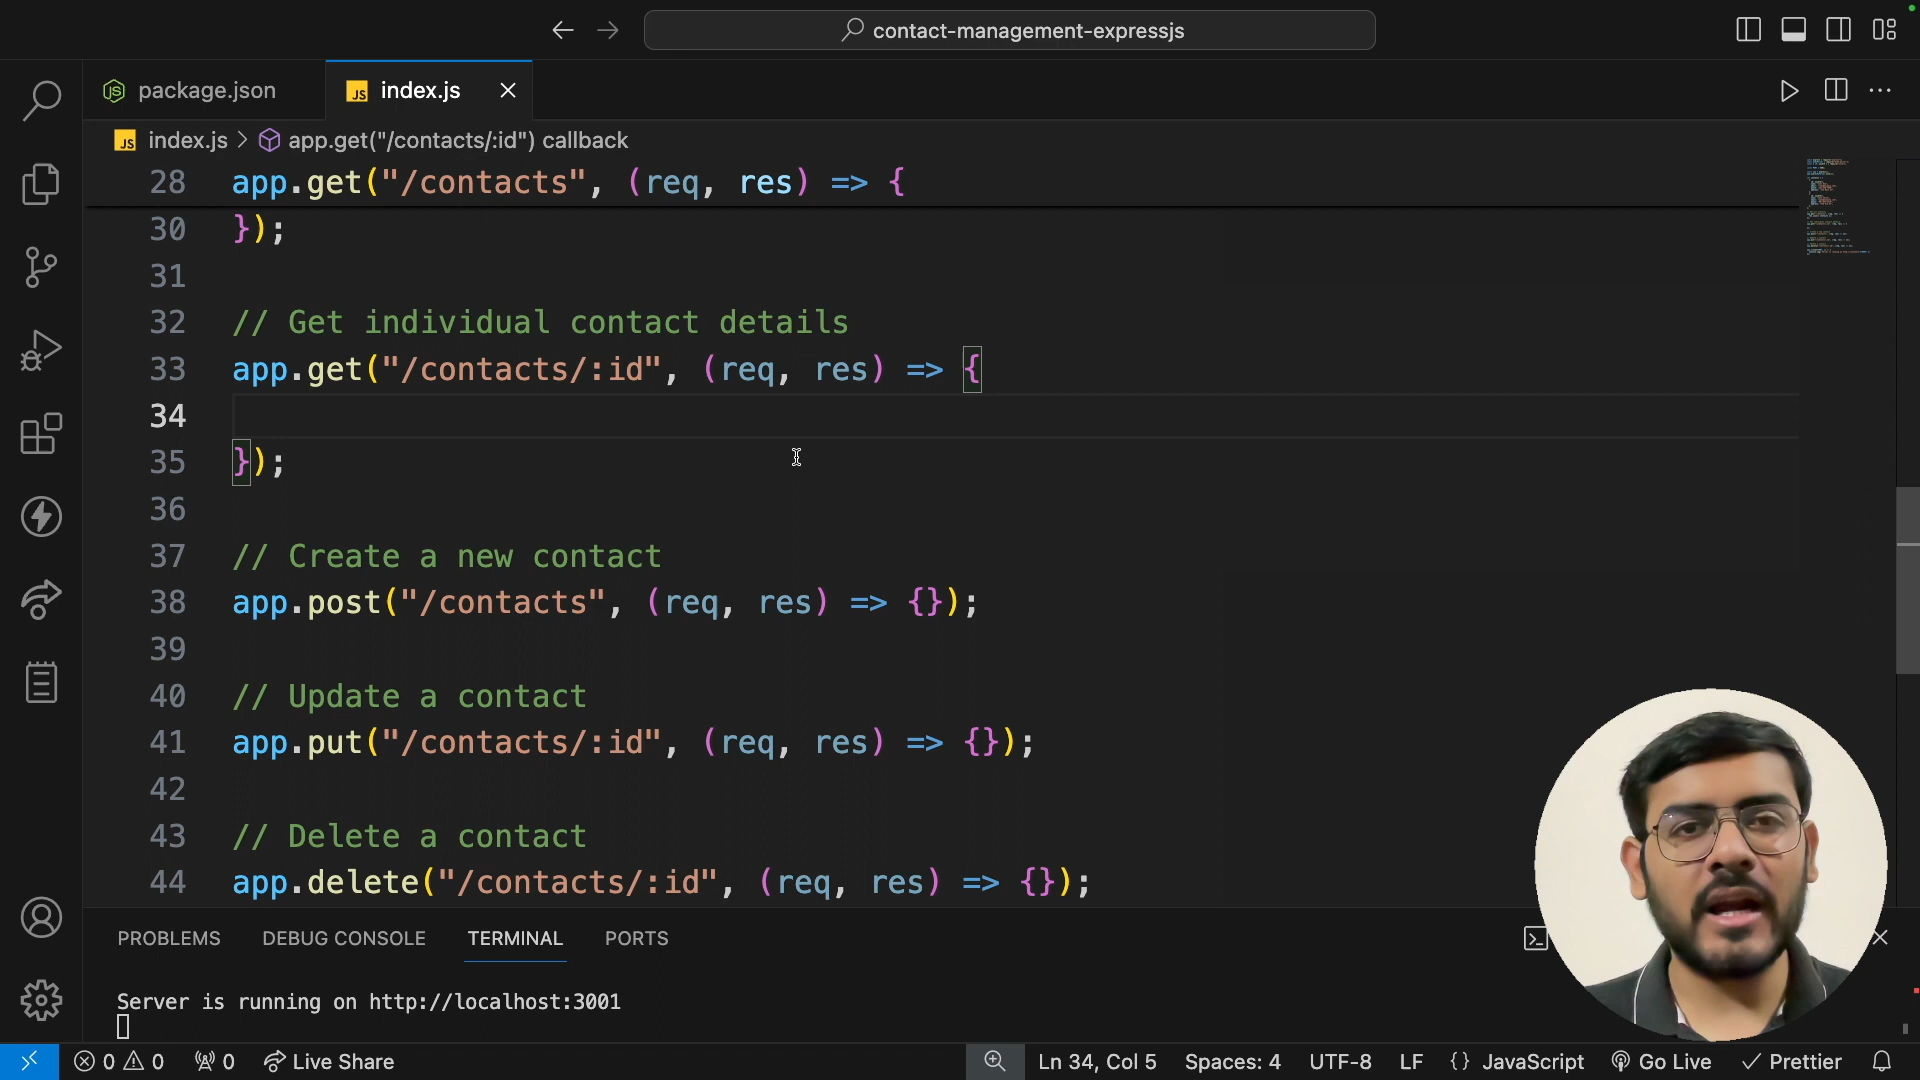 contact-management-expressjs
package.json
JS index.js
JS index.js > app.get("/contacts/:id") callback
28 app.get("/contacts", (req, res) => {
30 });
31
32 // Get individual contact details
33 app.get("/contacts/:id", (req, res) => {
34
35 });
36
37 // Create a new contact
38 app.post("/contacts", (req, res) => {});
39
40 // Update a contact
41 app.put("/contacts/:id", (req, res) => {});
42
43 // Delete a contact
44 app.delete("/contacts/:id", (req, res) => {});
PROBLEMS DEBUG CONSOLE TERMINAL PORTS
Server is running on http://localhost:3001
0 0 0 Live Share Ln 34, Col 5 Spaces: 4 UTF-8 LF {} JavaScript Go Live Prettier